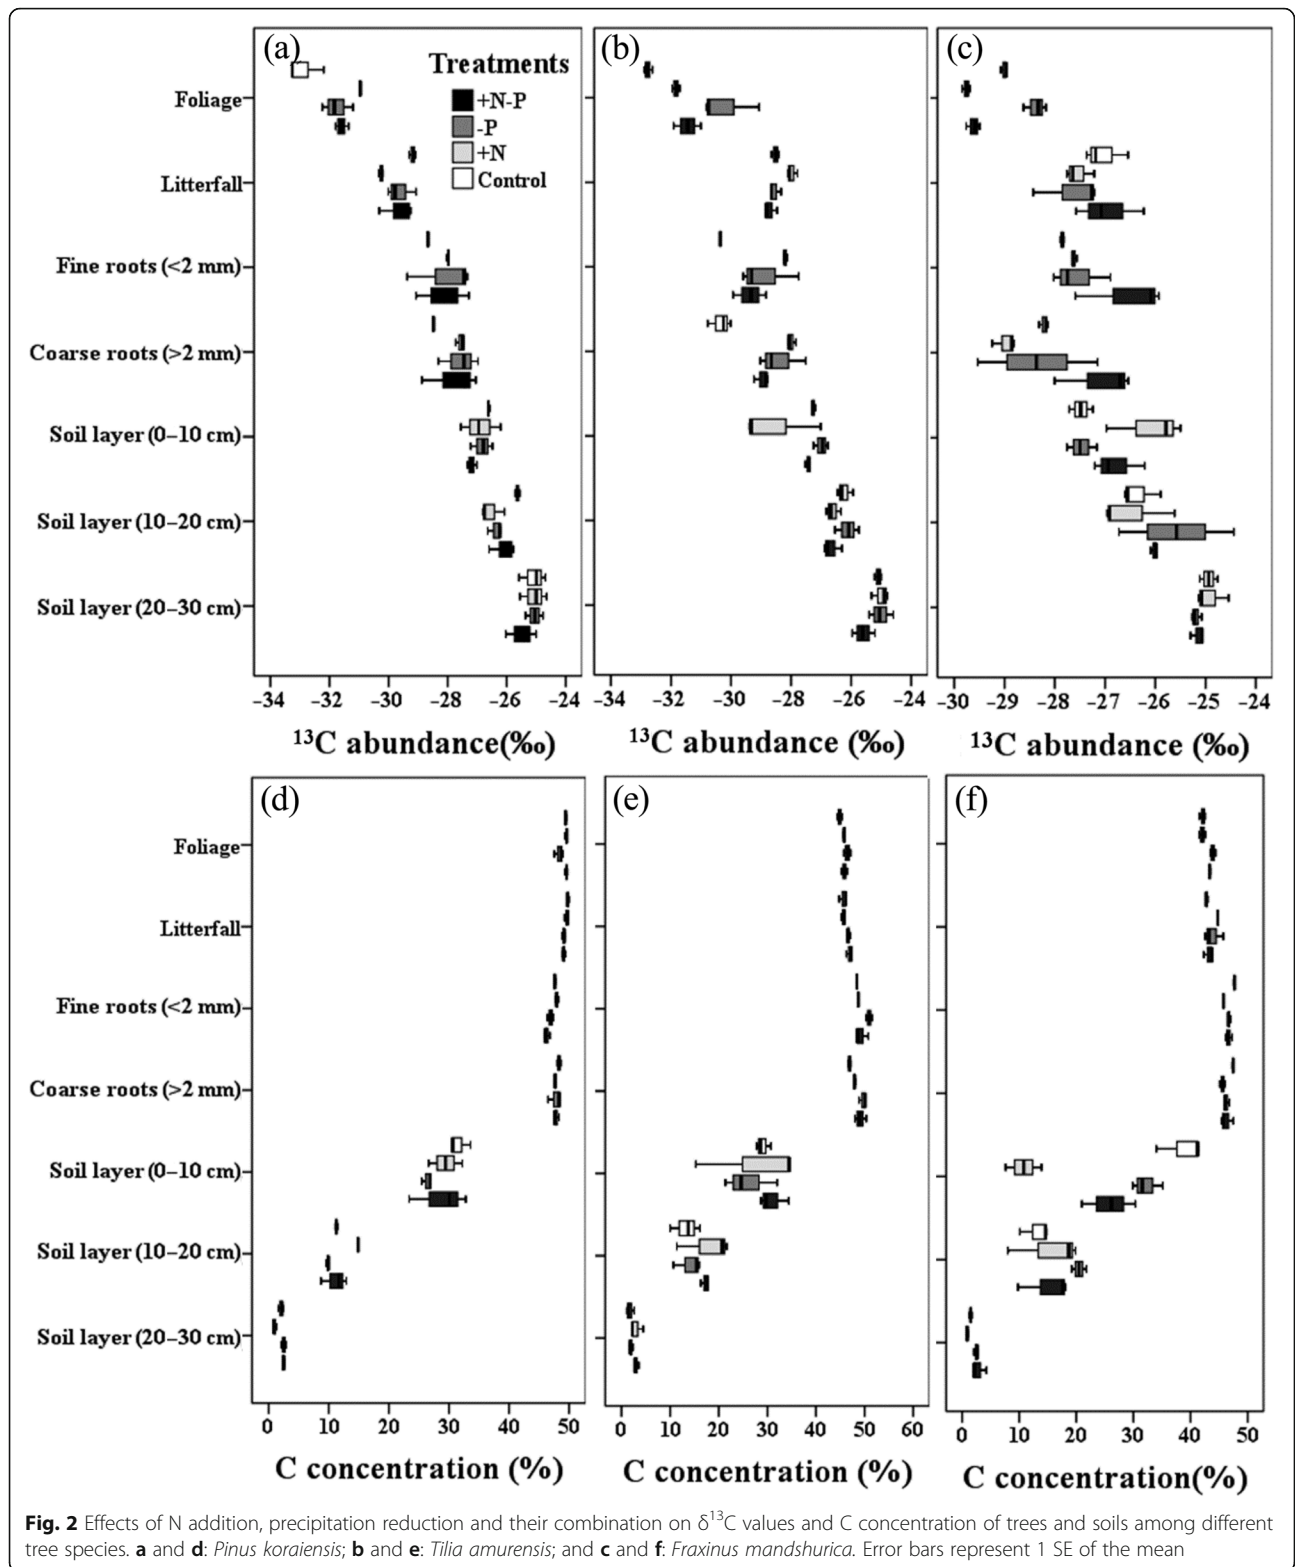 (a)
(b)
(c)
Treatments
+N-P
-P
+N
Control
Foliage
Litterfall
Fine roots (<2 mm)
Coarse roots (>2 mm)
Soil layer (0–10 cm)
Soil layer (10–20 cm)
Soil layer (20–30 cm)
−34 −32 −30 −28 −26 −24
−34 −32 −30 −28 −26 −24
−30 −29 −28 −27 −26 −25 −24
¹³C abundance(‰)
¹³C abundance (‰)
¹³C abundance (‰)
(d)
(e)
(f)
Foliage
Litterfall
Fine roots (<2 mm)
Coarse roots (>2 mm)
Soil layer (0–10 cm)
Soil layer (10–20 cm)
Soil layer (20–30 cm)
0 10 20 30 40 50
0 10 20 30 40 50 60
0 10 20 30 40 50
C concentration (%)
C concentration (%)
C concentration(%)
Fig. 2 Effects of N addition, precipitation reduction and their combination on δ¹³C values and C concentration of trees and soils among different
tree species. a and d: Pinus koraiensis; b and e: Tilia amurensis; and c and f: Fraxinus mandshurica. Error bars represent 1 SE of the mean